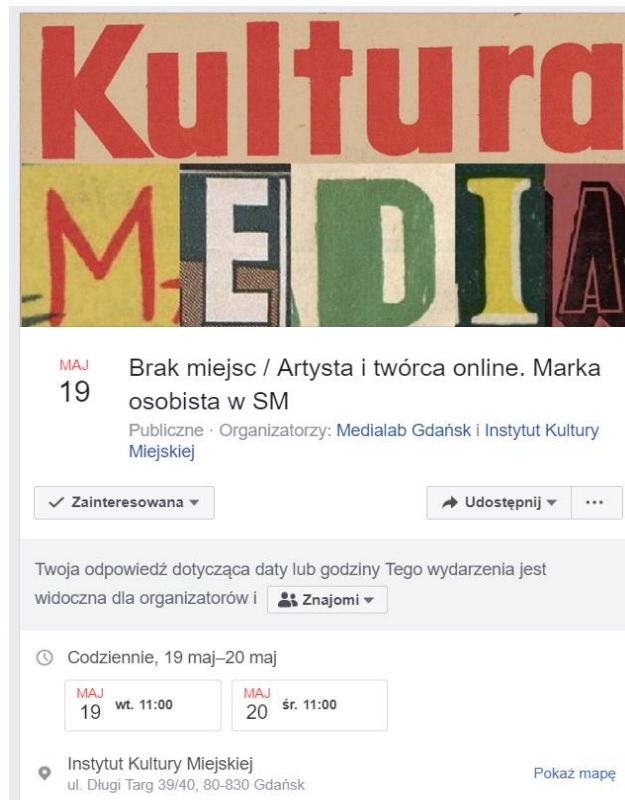 Kultura
MEDIA
MAJ
19
Brak miejsc / Artysta i twórca online. Marka
osobista w SM
Publiczne · Organizatorzy: Medialab Gdańsk i Instytut Kultury
Miejskiej
Zainteresowana
Udostępnij
Twoja odpowiedź dotycząca daty lub godziny Tego wydarzenia jest
widoczna dla organizatorów i Znajomi
Codziennie, 19 maj–20 maj
MAJ
19 wt. 11:00
MAJ
20 śr. 11:00
Instytut Kultury Miejskiej
ul. Długi Targ 39/40, 80-830 Gdańsk
Pokaż mapę